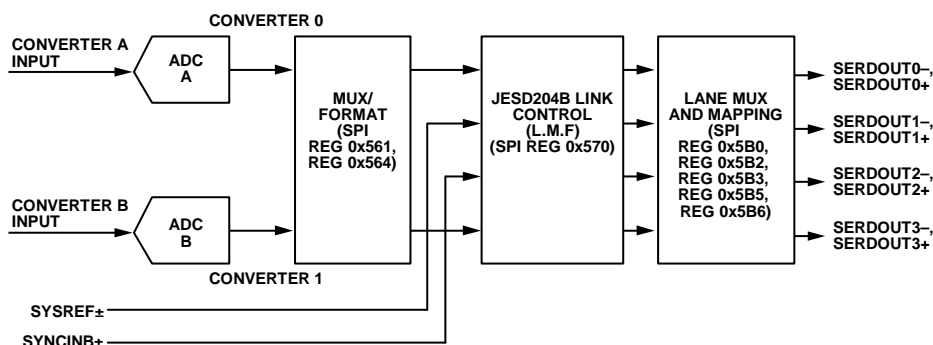 CONVERTER 0
CONVERTER A
INPUT
ADC
A
MUX/
FORMAT
(SPI
REG 0x561,
REG 0x564)
JESD204B LINK
CONTROL
(L.M.F)
(SPI REG 0x570)
LANE MUX
AND MAPPING
(SPI
REG 0x5B0,
REG 0x5B2,
REG 0x5B3,
REG 0x5B5,
REG 0x5B6)
SERDOUT0–,
SERDOUT0+
SERDOUT1–,
SERDOUT1+
SERDOUT2–,
SERDOUT2+
SERDOUT3–,
SERDOUT3+
CONVERTER B
INPUT
ADC
B
CONVERTER 1
SYSREF±
SYNCINB±